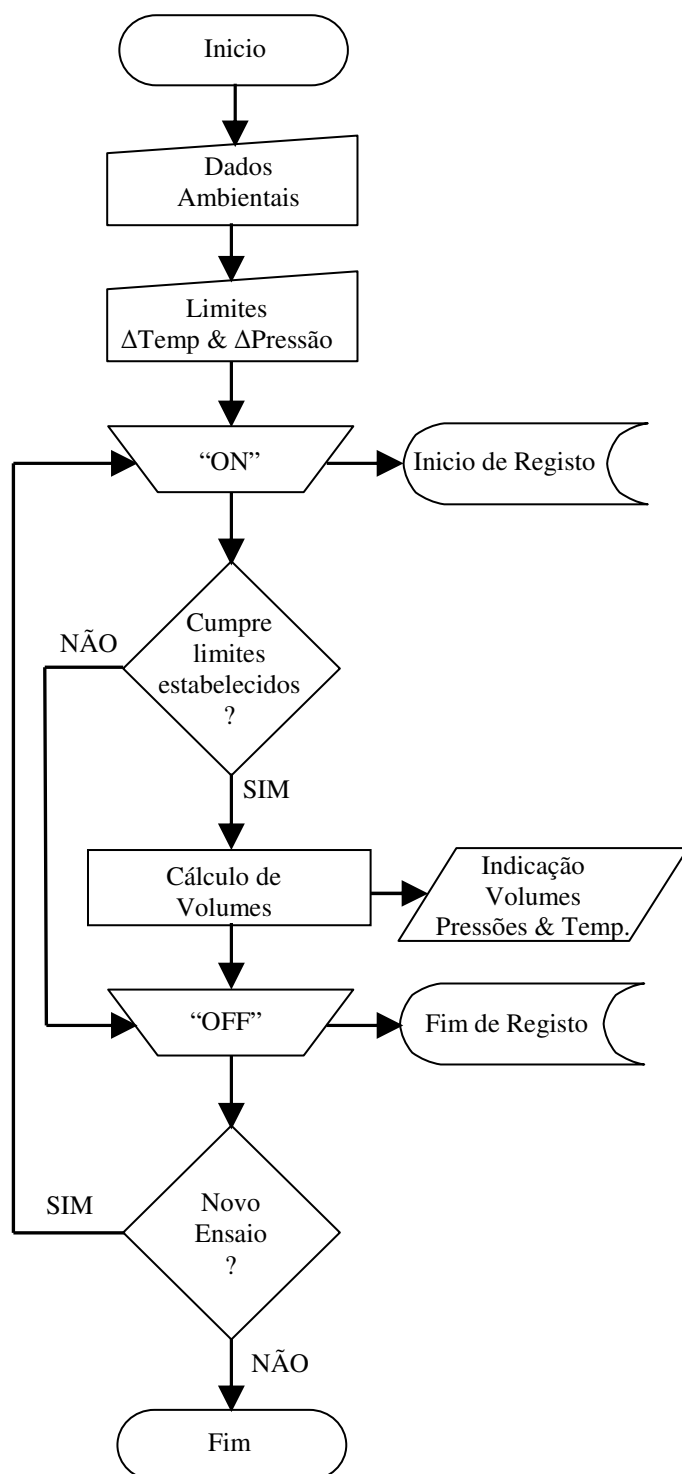 Inicio
Dados
Ambientais
Limites
ΔTemp & ΔPressão
“ON”
Inicio de Registo
Cumpre
limites
estabelecidos
?
NÃO
SIM
Cálculo de
Volumes
Indicação
Volumes
Pressões & Temp.
“OFF”
Fim de Registo
SIM
Novo
Ensaio
?
NÃO
Fim